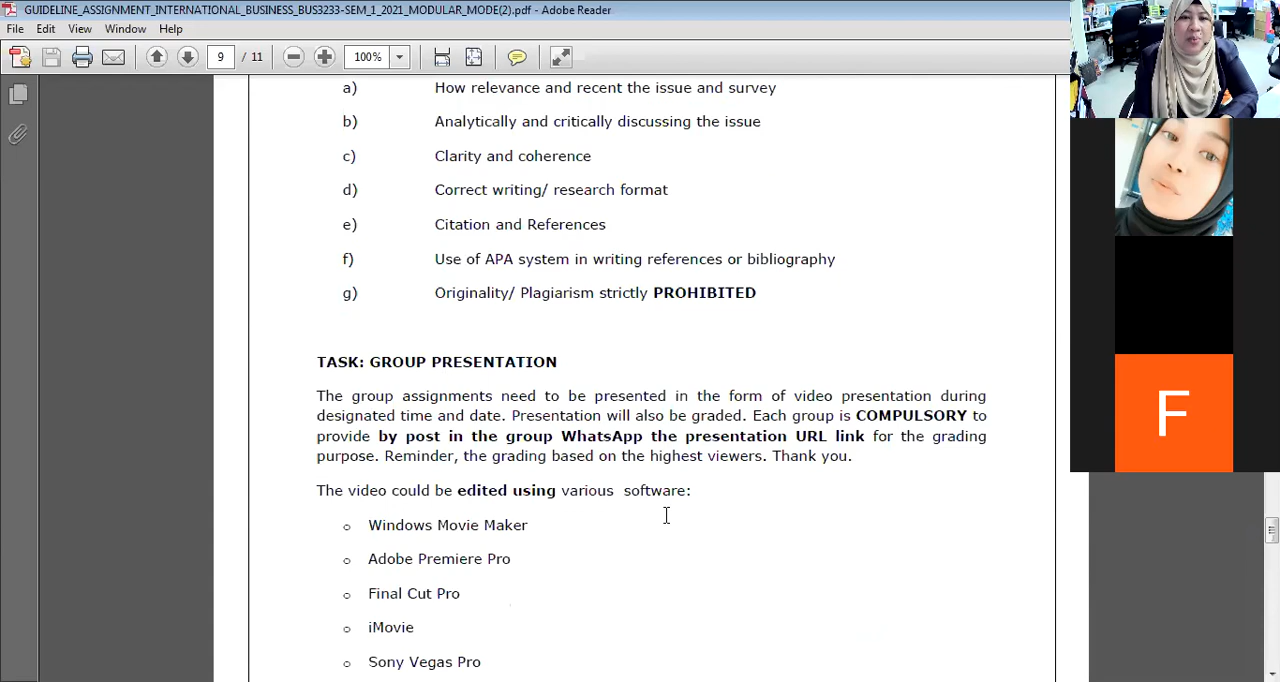 GUIDELINE_ASSIGNMENT_INTERNATIONAL_BUSINESS_BUS3233-SEM_1_2021_MODULAR_MODE(2).pdf - Adobe Reader
File Edit View Window Help
9 / 11 100%
a) How relevance and recent the issue and survey
b) Analytically and critically discussing the issue
c) Clarity and coherence
d) Correct writing/ research format
e) Citation and References
f) Use of APA system in writing references or bibliography
g) Originality/ Plagiarism strictly PROHIBITED
TASK: GROUP PRESENTATION
The group assignments need to be presented in the form of video presentation during
designated time and date. Presentation will also be graded. Each group is COMPULSORY to
provide by post in the group WhatsApp the presentation URL link for the grading
purpose. Reminder, the grading based on the highest viewers. Thank you.
The video could be edited using various software:
o Windows Movie Maker
o Adobe Premiere Pro
o Final Cut Pro
o iMovie
o Sony Vegas Pro
F